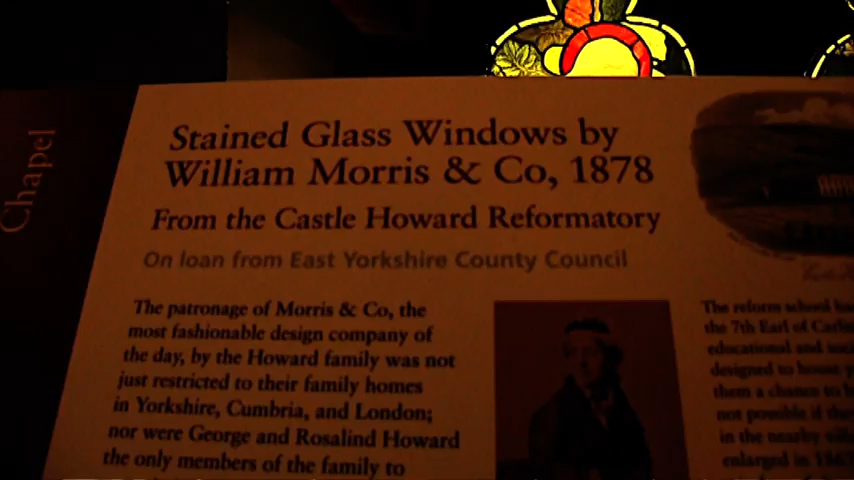 Chapel
Stained Glass Windows by
William Morris & Co, 1878
From the Castle Howard Reformatory
On loan from East Yorkshire County Council
The patronage of Morris & Co, the
most fashionable design company of
the day, by the Howard family was not
just restricted to their family homes
in Yorkshire, Cumbria, and London;
nor were George and Rosalind Howard
the only members of the family to
The reform school
the 7th Earl of
educational and
designed to house
them a chance to
not possible if
in the nearby
enlarged in